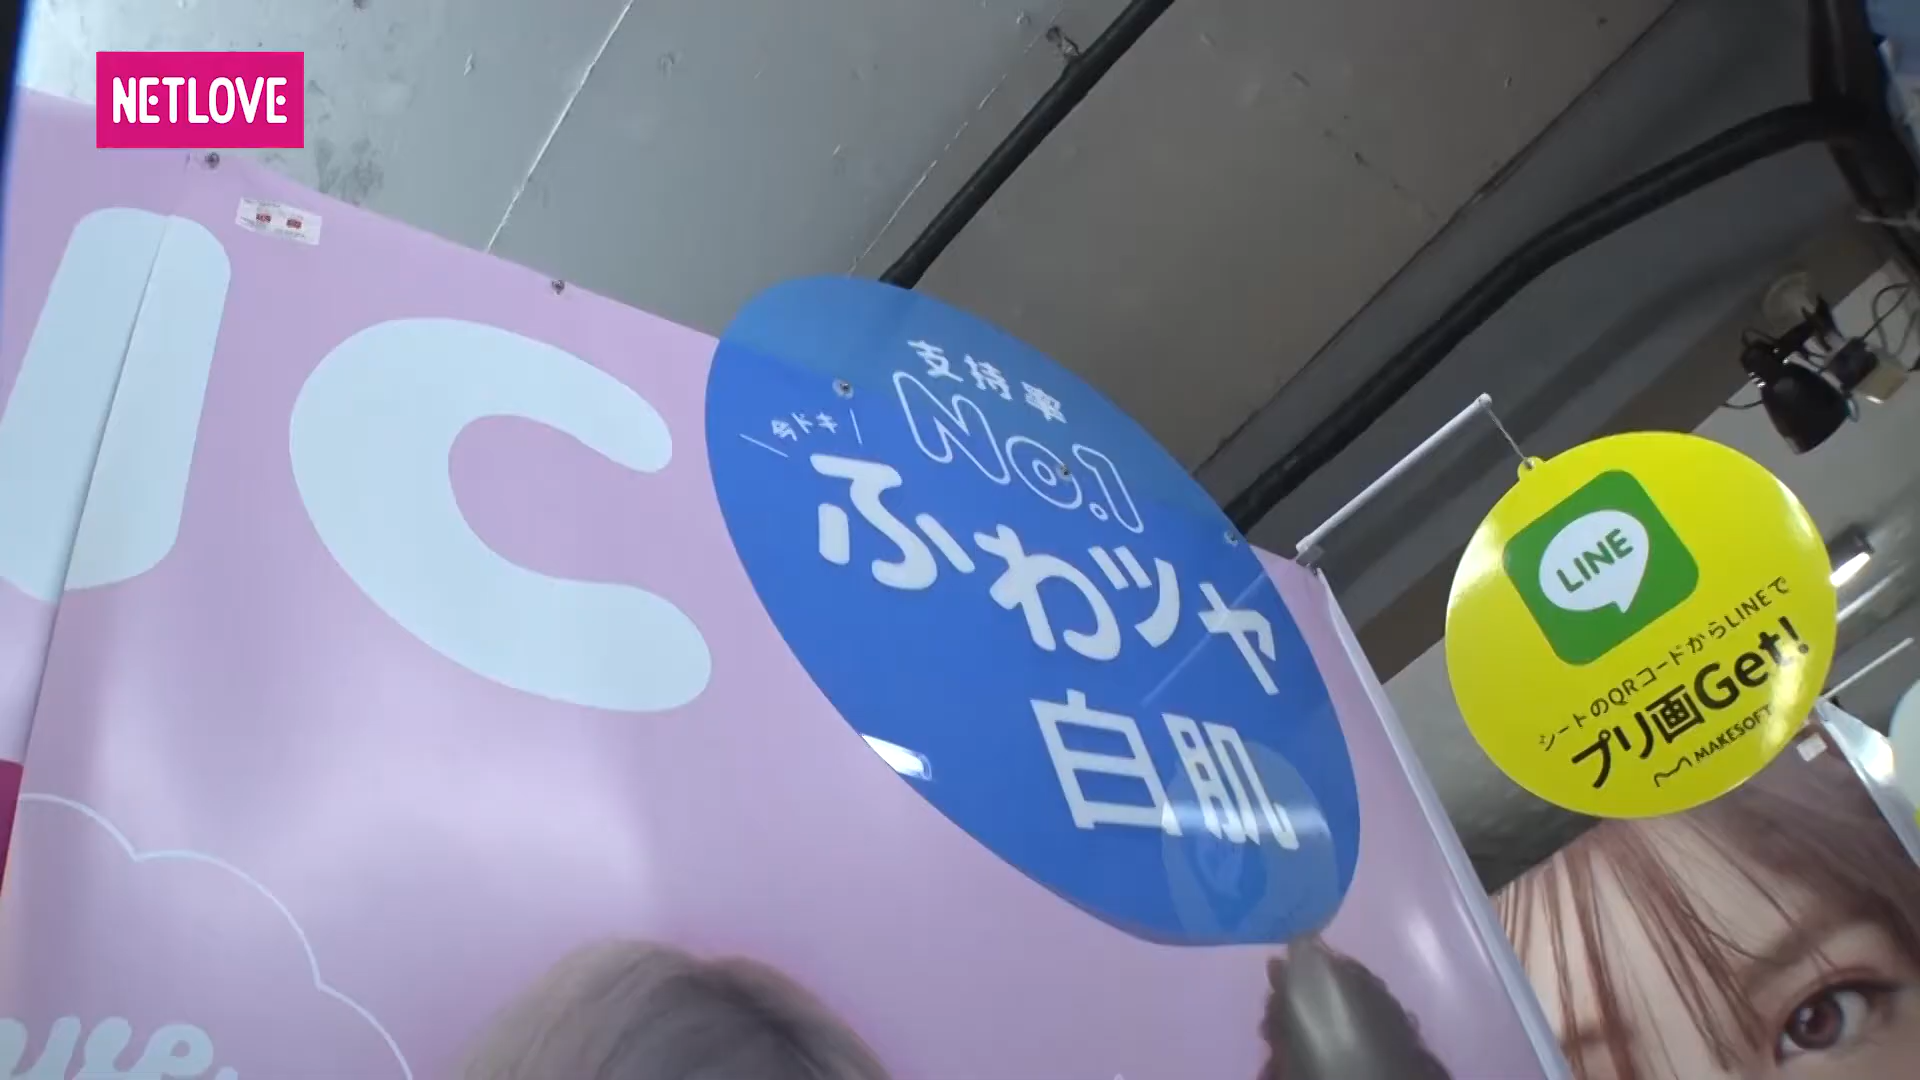 NETLOVE
IC
支持率
No.1
今ドキ
ふわツヤ
白肌
LINE
シートのQRコードからLINEで
プリ画Get!
MAKESOFT